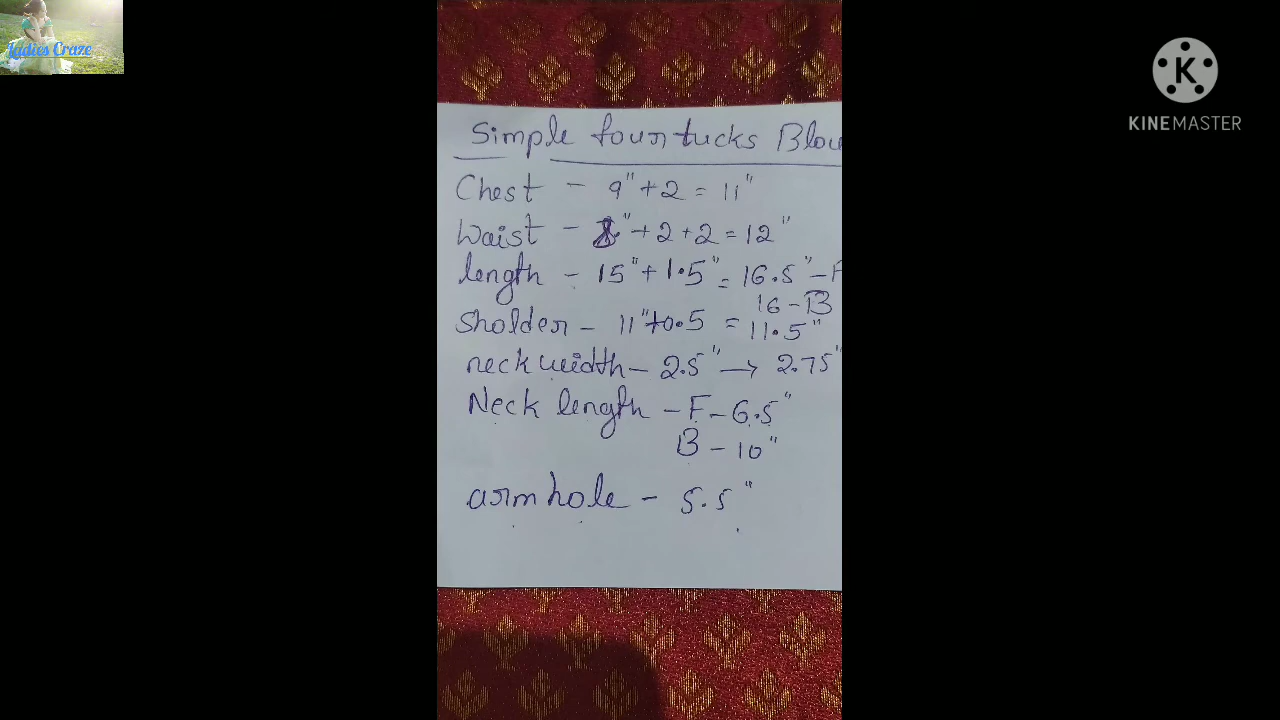 Ladies Craze
K
KINEMASTER
Simple four tucks Blou
Chest - 9" + 2 = 11"
Waist - 8" + 2 + 2 = 12"
length - 15" + 1.5" = 16.5" - F
16 - B
Sholder - 11" + 0.5 = 11.5"
neck width - 2.5" → 2.75"
Neck length - F - 6.5"
B - 10"
armhole - 5.5"